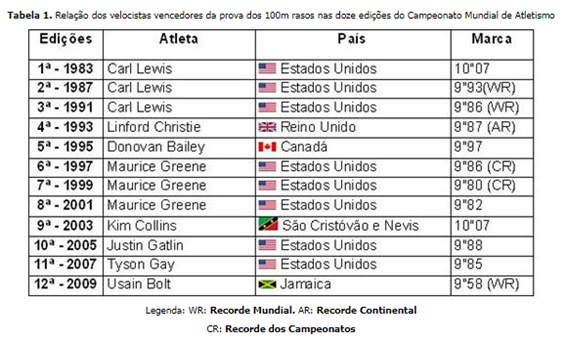 Tabela 1. Relação dos velocistas vencedores da prova dos 100m rasos nas doze edições do Campeonato Mundial de Atletismo
Edições Atleta País Marca
1ª - 1983 Carl Lewis Estados Unidos 10"07
2ª - 1987 Carl Lewis Estados Unidos 9"93(WR)
3ª - 1991 Carl Lewis Estados Unidos 9"86 (WR)
4ª - 1993 Linford Christie Reino Unido 9"87 (AR)
5ª - 1995 Donovan Bailey Canadá 9"97
6ª - 1997 Maurice Greene Estados Unidos 9"86 (CR)
7ª - 1999 Maurice Greene Estados Unidos 9"80 (CR)
8ª - 2001 Maurice Greene Estados Unidos 9"82
9ª - 2003 Kim Collins São Cristóvão e Nevis 10"07
10ª - 2005 Justin Gatlin Estados Unidos 9"88
11ª - 2007 Tyson Gay Estados Unidos 9"85
12ª - 2009 Usain Bolt Jamaica 9"58 (WR)
Legenda: WR: Recorde Mundial. AR: Recorde Continental
CR: Recorde dos Campeonatos